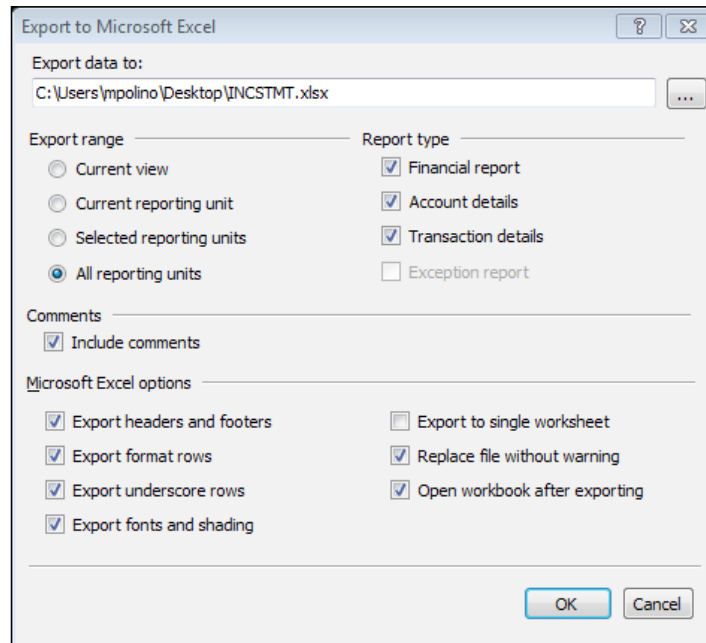 Export to Microsoft Excel
Export data to:
C:\Users\mpolino\Desktop\INCSTMT.xlsx
...
Export range
Current view
Current reporting unit
Selected reporting units
All reporting units
Report type
Financial report
Account details
Transaction details
Exception report
Comments
Include comments
Microsoft Excel options
Export headers and footers
Export format rows
Export underscore rows
Export fonts and shading
Export to single worksheet
Replace file without warning
Open workbook after exporting
OK
Cancel